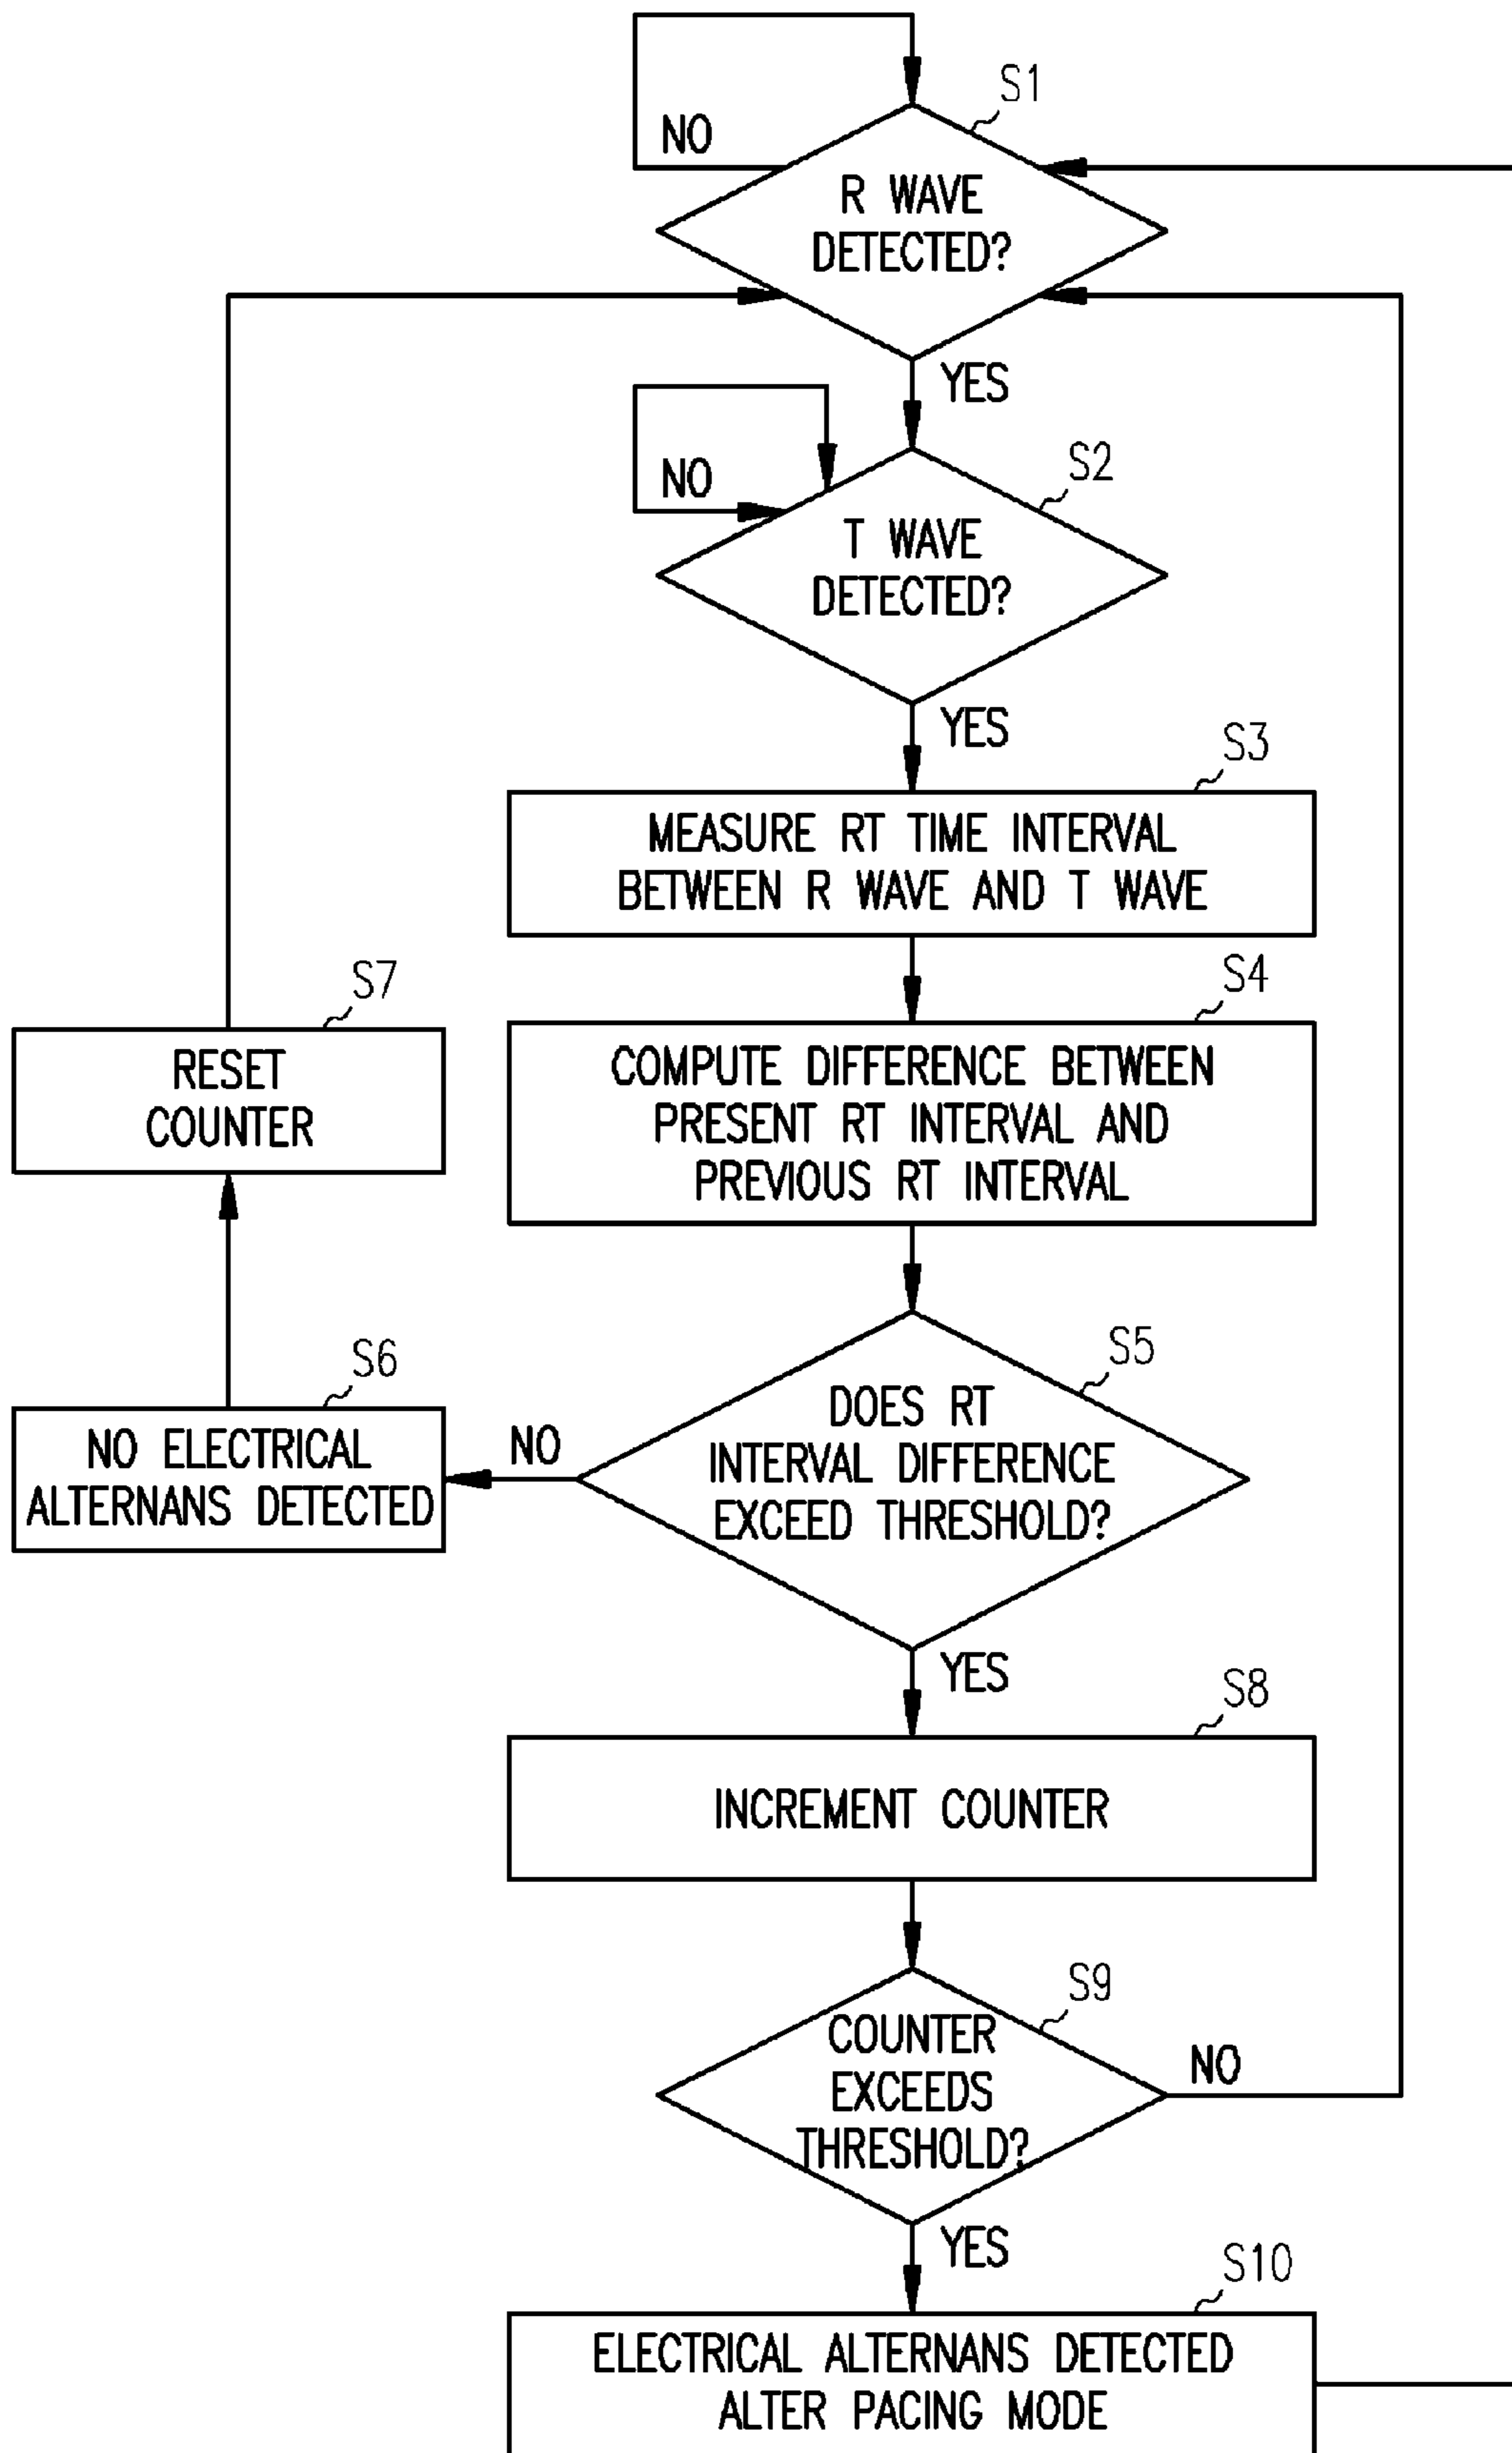 S1
NO
R WAVE
DETECTED?
YES
S2
NO
T WAVE
DETECTED?
YES
S3
MEASURE RT TIME INTERVAL
BETWEEN R WAVE AND T WAVE
S4
COMPUTE DIFFERENCE BETWEEN
PRESENT RT INTERVAL AND
PREVIOUS RT INTERVAL
S7
RESET
COUNTER
S5
DOES RT
INTERVAL DIFFERENCE
EXCEED THRESHOLD?
NO
S6
NO ELECTRICAL
ALTERNANS DETECTED
YES
S8
INCREMENT COUNTER
S9
COUNTER
EXCEEDS
THRESHOLD?
NO
YES
S10
ELECTRICAL ALTERNANS DETECTED
ALTER PACING MODE